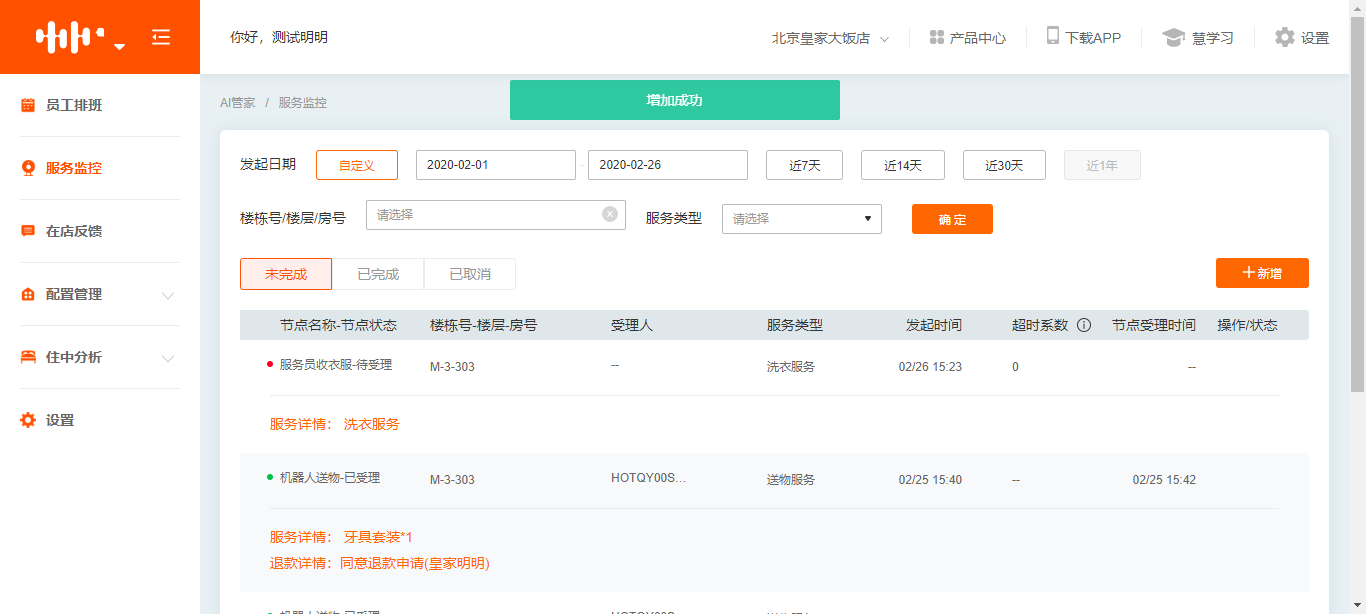 你好，测试明明
北京皇家大饭店 产品中心 下载APP 慧学习 设置
员工排班
服务监控
在店反馈
配置管理
住中分析
设置
AI管家 / 服务监控
增加成功
发起日期 自定义 2020-02-01 - 2020-02-26 近7天 近14天 近30天 近1年
楼栋号/楼层/房号 请选择 服务类型 请选择 确 定
未完成 已完成 已取消 新增
节点名称-节点状态 楼栋号-楼层-房号 受理人 服务类型 发起时间 超时系数 节点受理时间 操作/状态
服务员收衣服-待受理 M-3-303 -- 洗衣服务 02/26 15:23 0 --
服务详情： 洗衣服务
机器人送物-已受理 M-3-303 HOTQY00S... 送物服务 02/25 15:40 -- 02/25 15:42
服务详情： 牙具套装*1
退款详情： 同意退款申请(皇家明明)